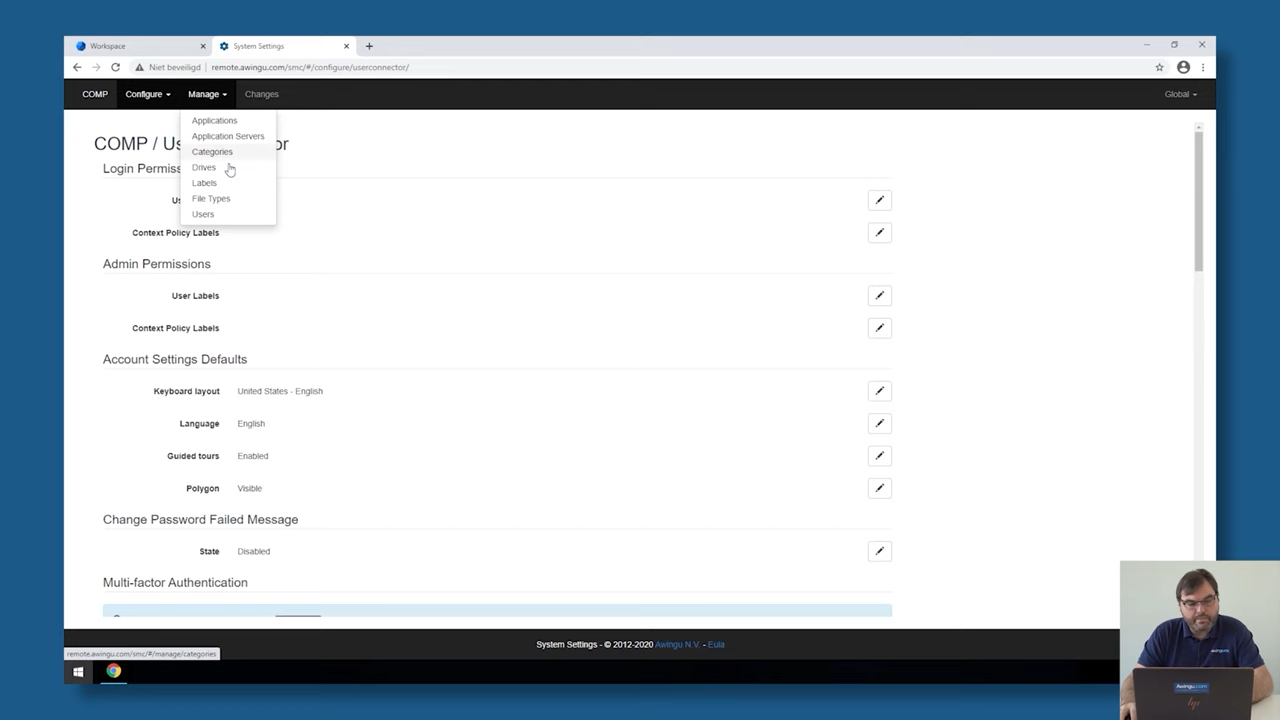 Workspace
System Settings
Niet beveiligd
remote.awingu.com/smc/#/configure/userconnector/
COMP
Configure
Manage
Changes
Global
Applications
Application Servers
Categories
Drives
Labels
File Types
Users
COMP / Us
or
Login Permiss
Us
Context Policy Labels
Admin Permissions
User Labels
Context Policy Labels
Account Settings Defaults
Keyboard layout United States - English
Language English
Guided tours Enabled
Polygon Visible
Change Password Failed Message
State Disabled
Multi-factor Authentication
System Settings - © 2012-2020 Awingu N.V. - Eula
remote.awingu.com/smc/#/manage/categories
Awingu.com
hp